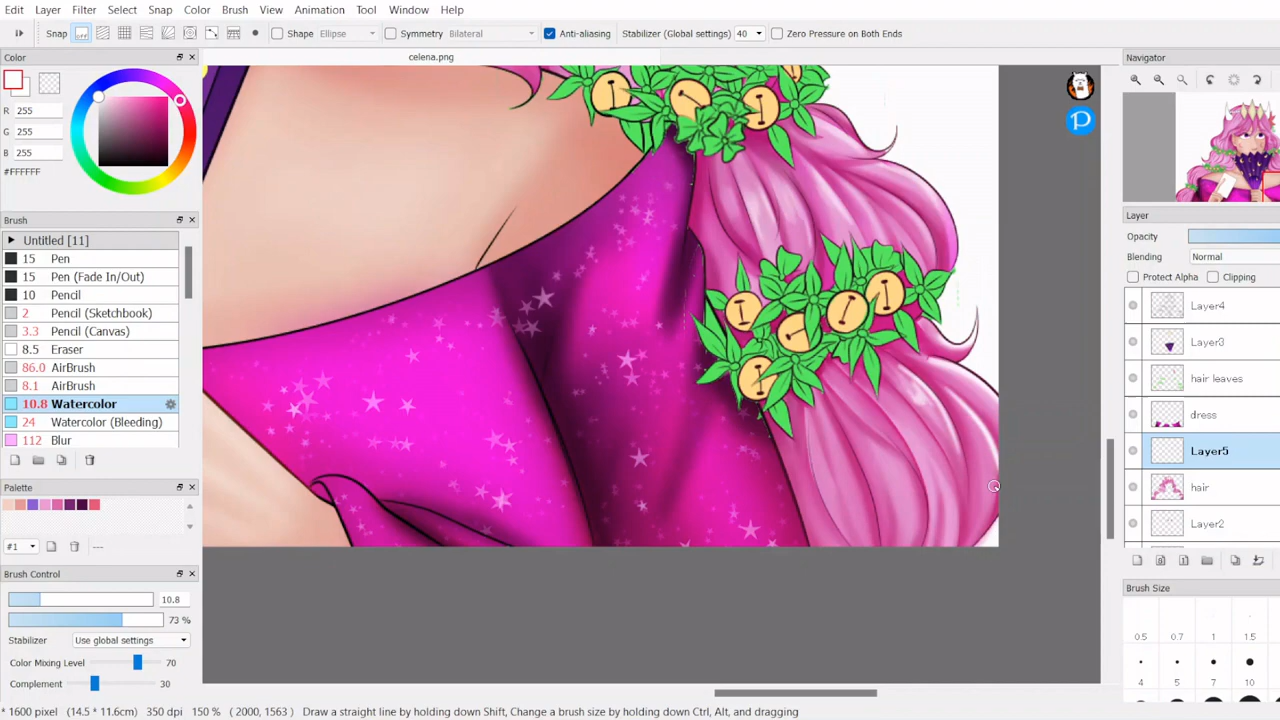 Edit Layer Filter Select Snap Color Brush View Animation Tool Window Help
Snap OFF Shape Ellipse Symmetry Bilateral Anti-aliasing Stabilizer (Global settings) 40 Zero Pressure on Both Ends
Color
celena.png
Navigator
R 255
G 255
B 255
#FFFFFF
Brush
Untitled [11]
15 Pen
15 Pen (Fade In/Out)
10 Pencil
2 Pencil (Sketchbook)
3.3 Pencil (Canvas)
8.5 Eraser
86.0 AirBrush
8.1 AirBrush
10.8 Watercolor
24 Watercolor (Bleeding)
112 Blur
Palette
#1 ---
Brush Control
10.8
73 %
Stabilizer Use global settings
Color Mixing Level 70
Complement 30
Layer
Opacity
Blending Normal
Protect Alpha Clipping
Layer4
Layer3
hair leaves
dress
Layer5
hair
Layer2
Brush Size
0.5 0.7 1 1.5
4 5 7 10
* 1600 pixel (14.5 * 11.6cm) 350 dpi 150 % ( 2000, 1563 ) Draw a straight line by holding down Shift, Change a brush size by holding down Ctrl, Alt, and dragging